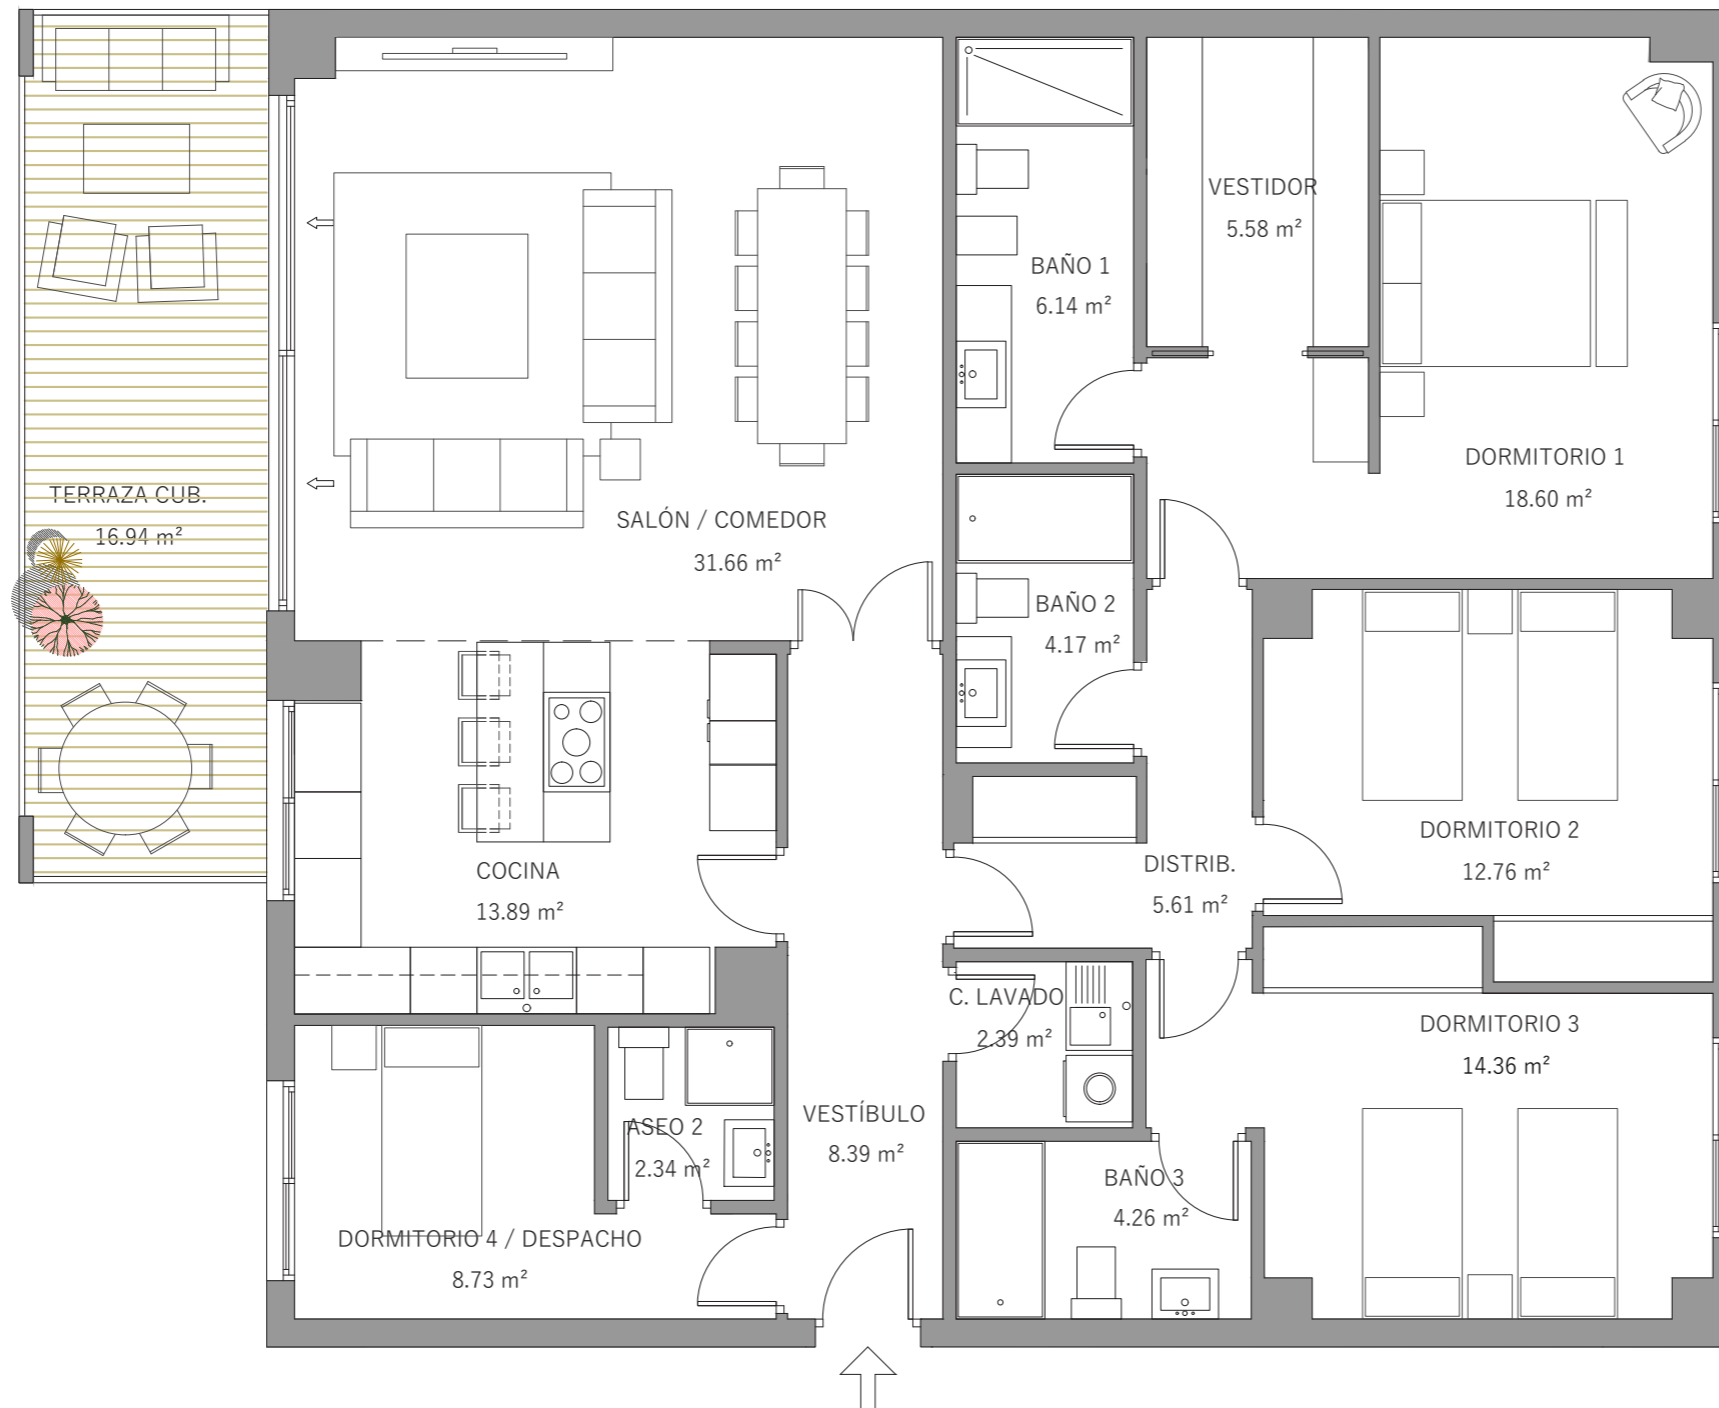 VESTIDOR
5.58 m²
BAÑO 1
6.14 m²
DORMITORIO 1
18.60 m²
TERRAZA CUB.
16.94 m²
SALÓN / COMEDOR
31.66 m²
BAÑO 2
4.17 m²
DORMITORIO 2
12.76 m²
COCINA
13.89 m²
DISTRIB.
5.61 m²
C. LAVADO
2.39 m²
DORMITORIO 3
14.36 m²
VESTÍBULO
8.39 m²
ASEO 2
2.34 m²
BAÑO 3
4.26 m²
DORMITORIO 4 / DESPACHO
8.73 m²